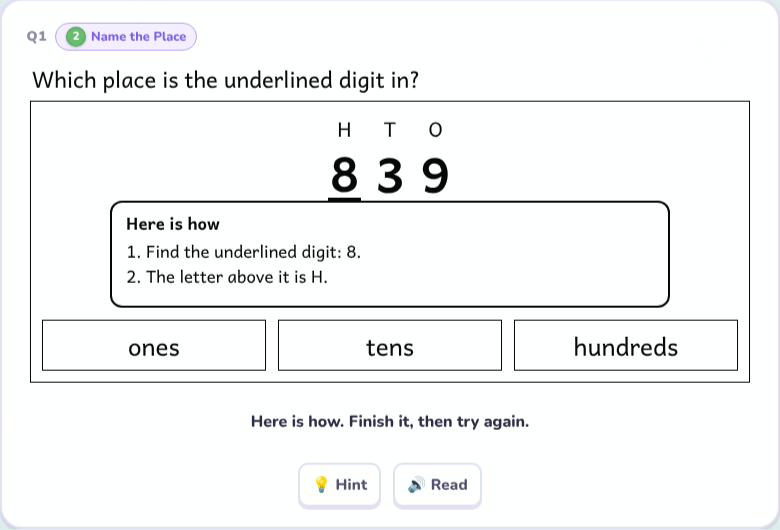 Q1 2 Name the Place
Which place is the underlined digit in?
H T O
8 3 9
Here is how
1. Find the underlined digit: 8.
2. The letter above it is H.
ones tens hundreds
Here is how. Finish it, then try again.
💡 Hint 🔊 Read